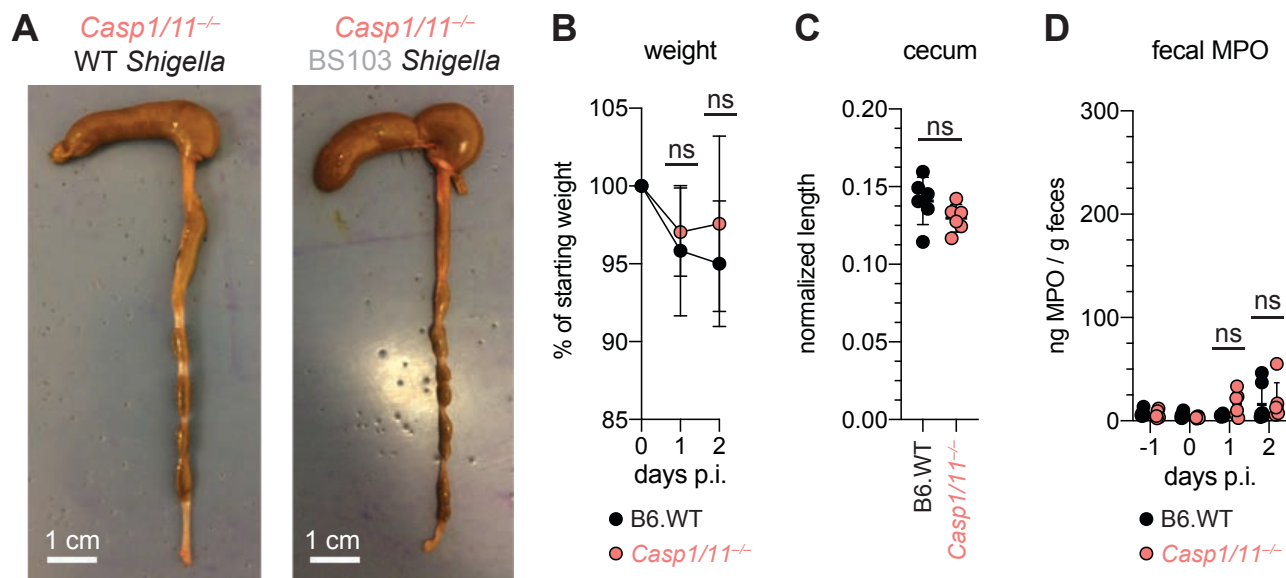 A
Casp1/11–/–
WT Shigella
1 cm
Casp1/11–/–
BS103 Shigella
1 cm
B
weight
% of starting weight
105
100
95
90
85
ns
ns
0 1 2
days p.i.
B6.WT
Casp1/11–/–
C
cecum
normalized length
0.20
0.15
0.10
0.05
0.00
ns
B6.WT
Casp1/11–/–
D
fecal MPO
ng MPO / g feces
300
225
150
75
0
ns
ns
-1 0 1 2
days p.i.
B6.WT
Casp1/11–/–